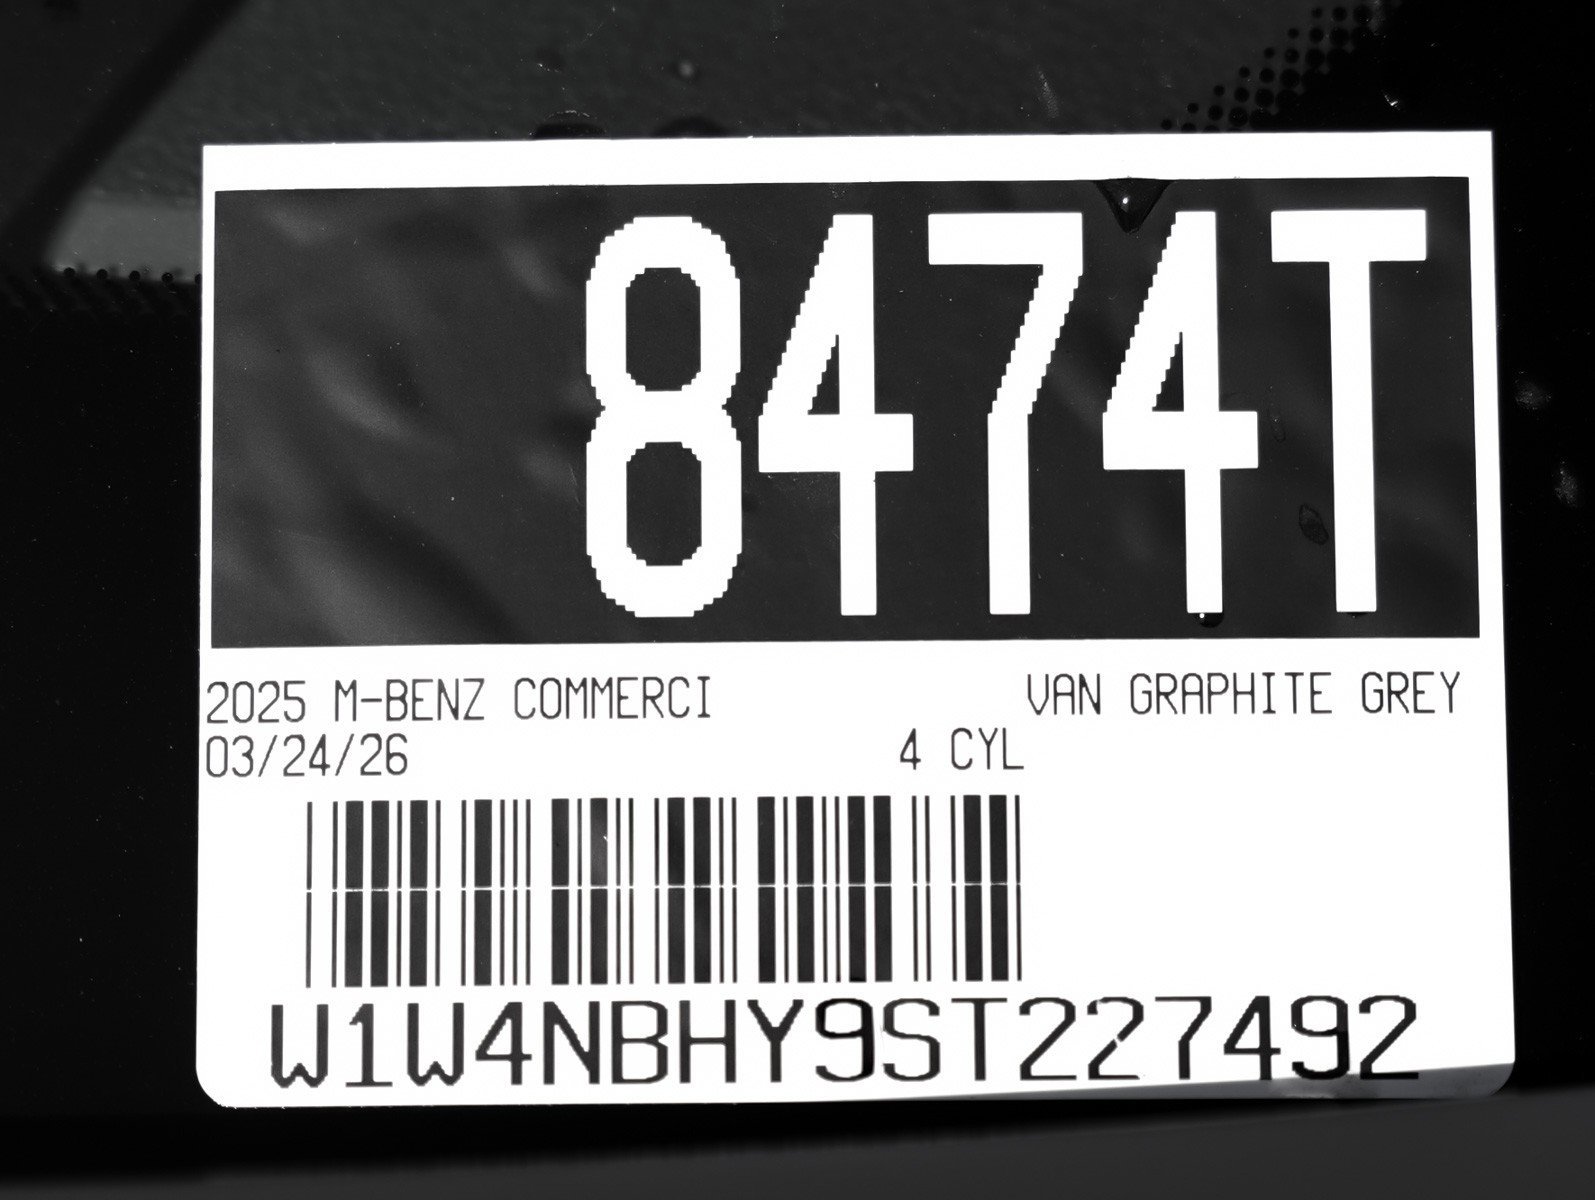 8474T
2025 M-BENZ COMMERCI VAN GRAPHITE GREY
03/24/26 4 CYL
W1W4NBHY9ST227492